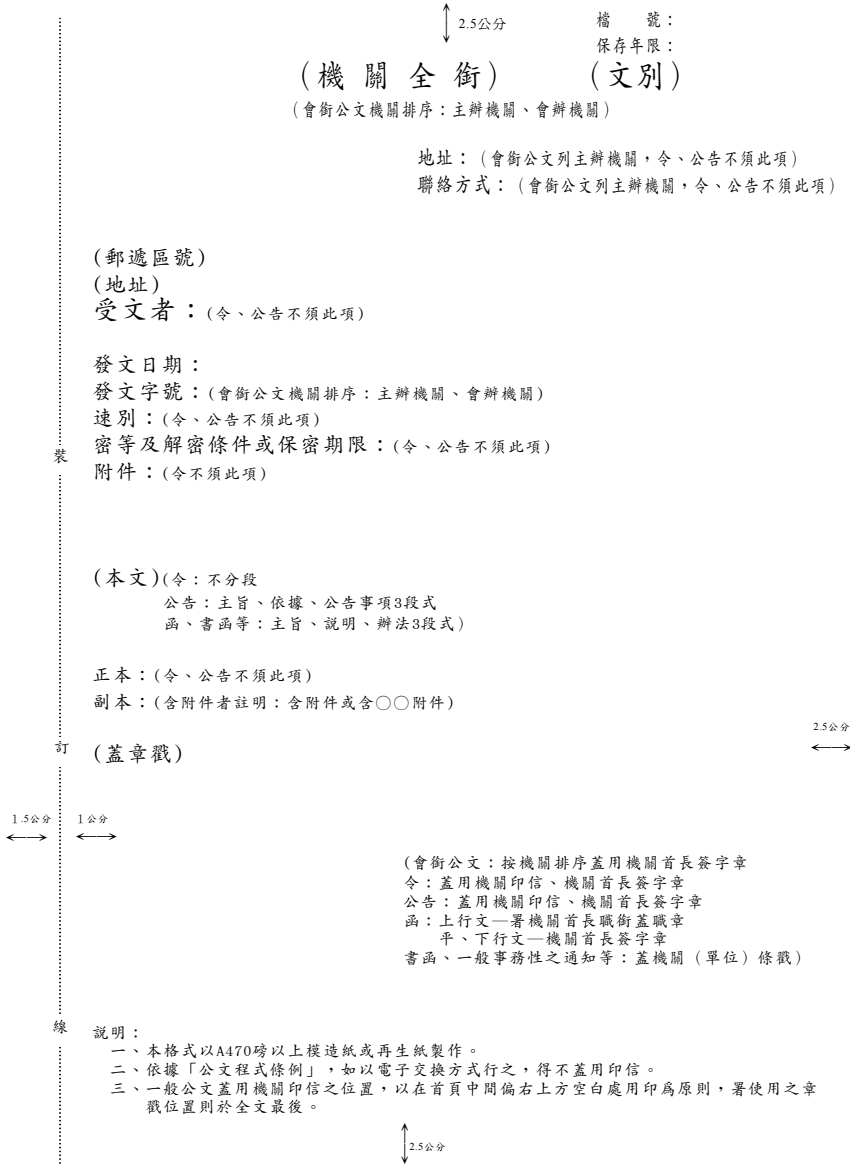 2.5公分
檔　　號：
保存年限：
(機 關 全 銜)　　(文別)
(會銜公文機關排序：主辦機關、會辦機關)
地址：(會銜公文列主辦機關，令、公告不須此項)
聯絡方式：(會銜公文列主辦機關，令、公告不須此項)
(郵遞區號)
(地址)
受文者：(令、公告不須此項)
發文日期：
發文字號：(會銜公文機關排序：主辦機關、會辦機關)
速別：(令、公告不須此項)
密等及解密條件或保密期限：(令、公告不須此項)
裝
附件：(令不須此項)
(本文)(令：不分段
公告：主旨、依據、公告事項3段式
函、書函等：主旨、説明、辦法3段式)
正本：(令、公告不須此項)
副本：(含附件者註明：含附件或含○○附件)
2.5公分
訂
(蓋章戳)
1.5公分
1公分
(會銜公文：按機關排序蓋用機關首長簽字章
令：蓋用機關印信、機關首長簽字章
公告：蓋用機關印信、機關首長簽字章
函：上行文—署機關首長職銜蓋職章
平、下行文—機關首長簽字章
書函、一般事務性之通知等：蓋機關（單位）條戳)
線
説明：
一、本格式以A470磅以上模造紙或再生紙製作。
二、依據「公文程式條例」，如以電子交換方式行之，得不蓋用印信。
三、一般公文蓋用機關印信之位置，以在首頁中間偏右上方空白處用印爲原則，署使用之章
戳位置則於全文最後。
2.5公分